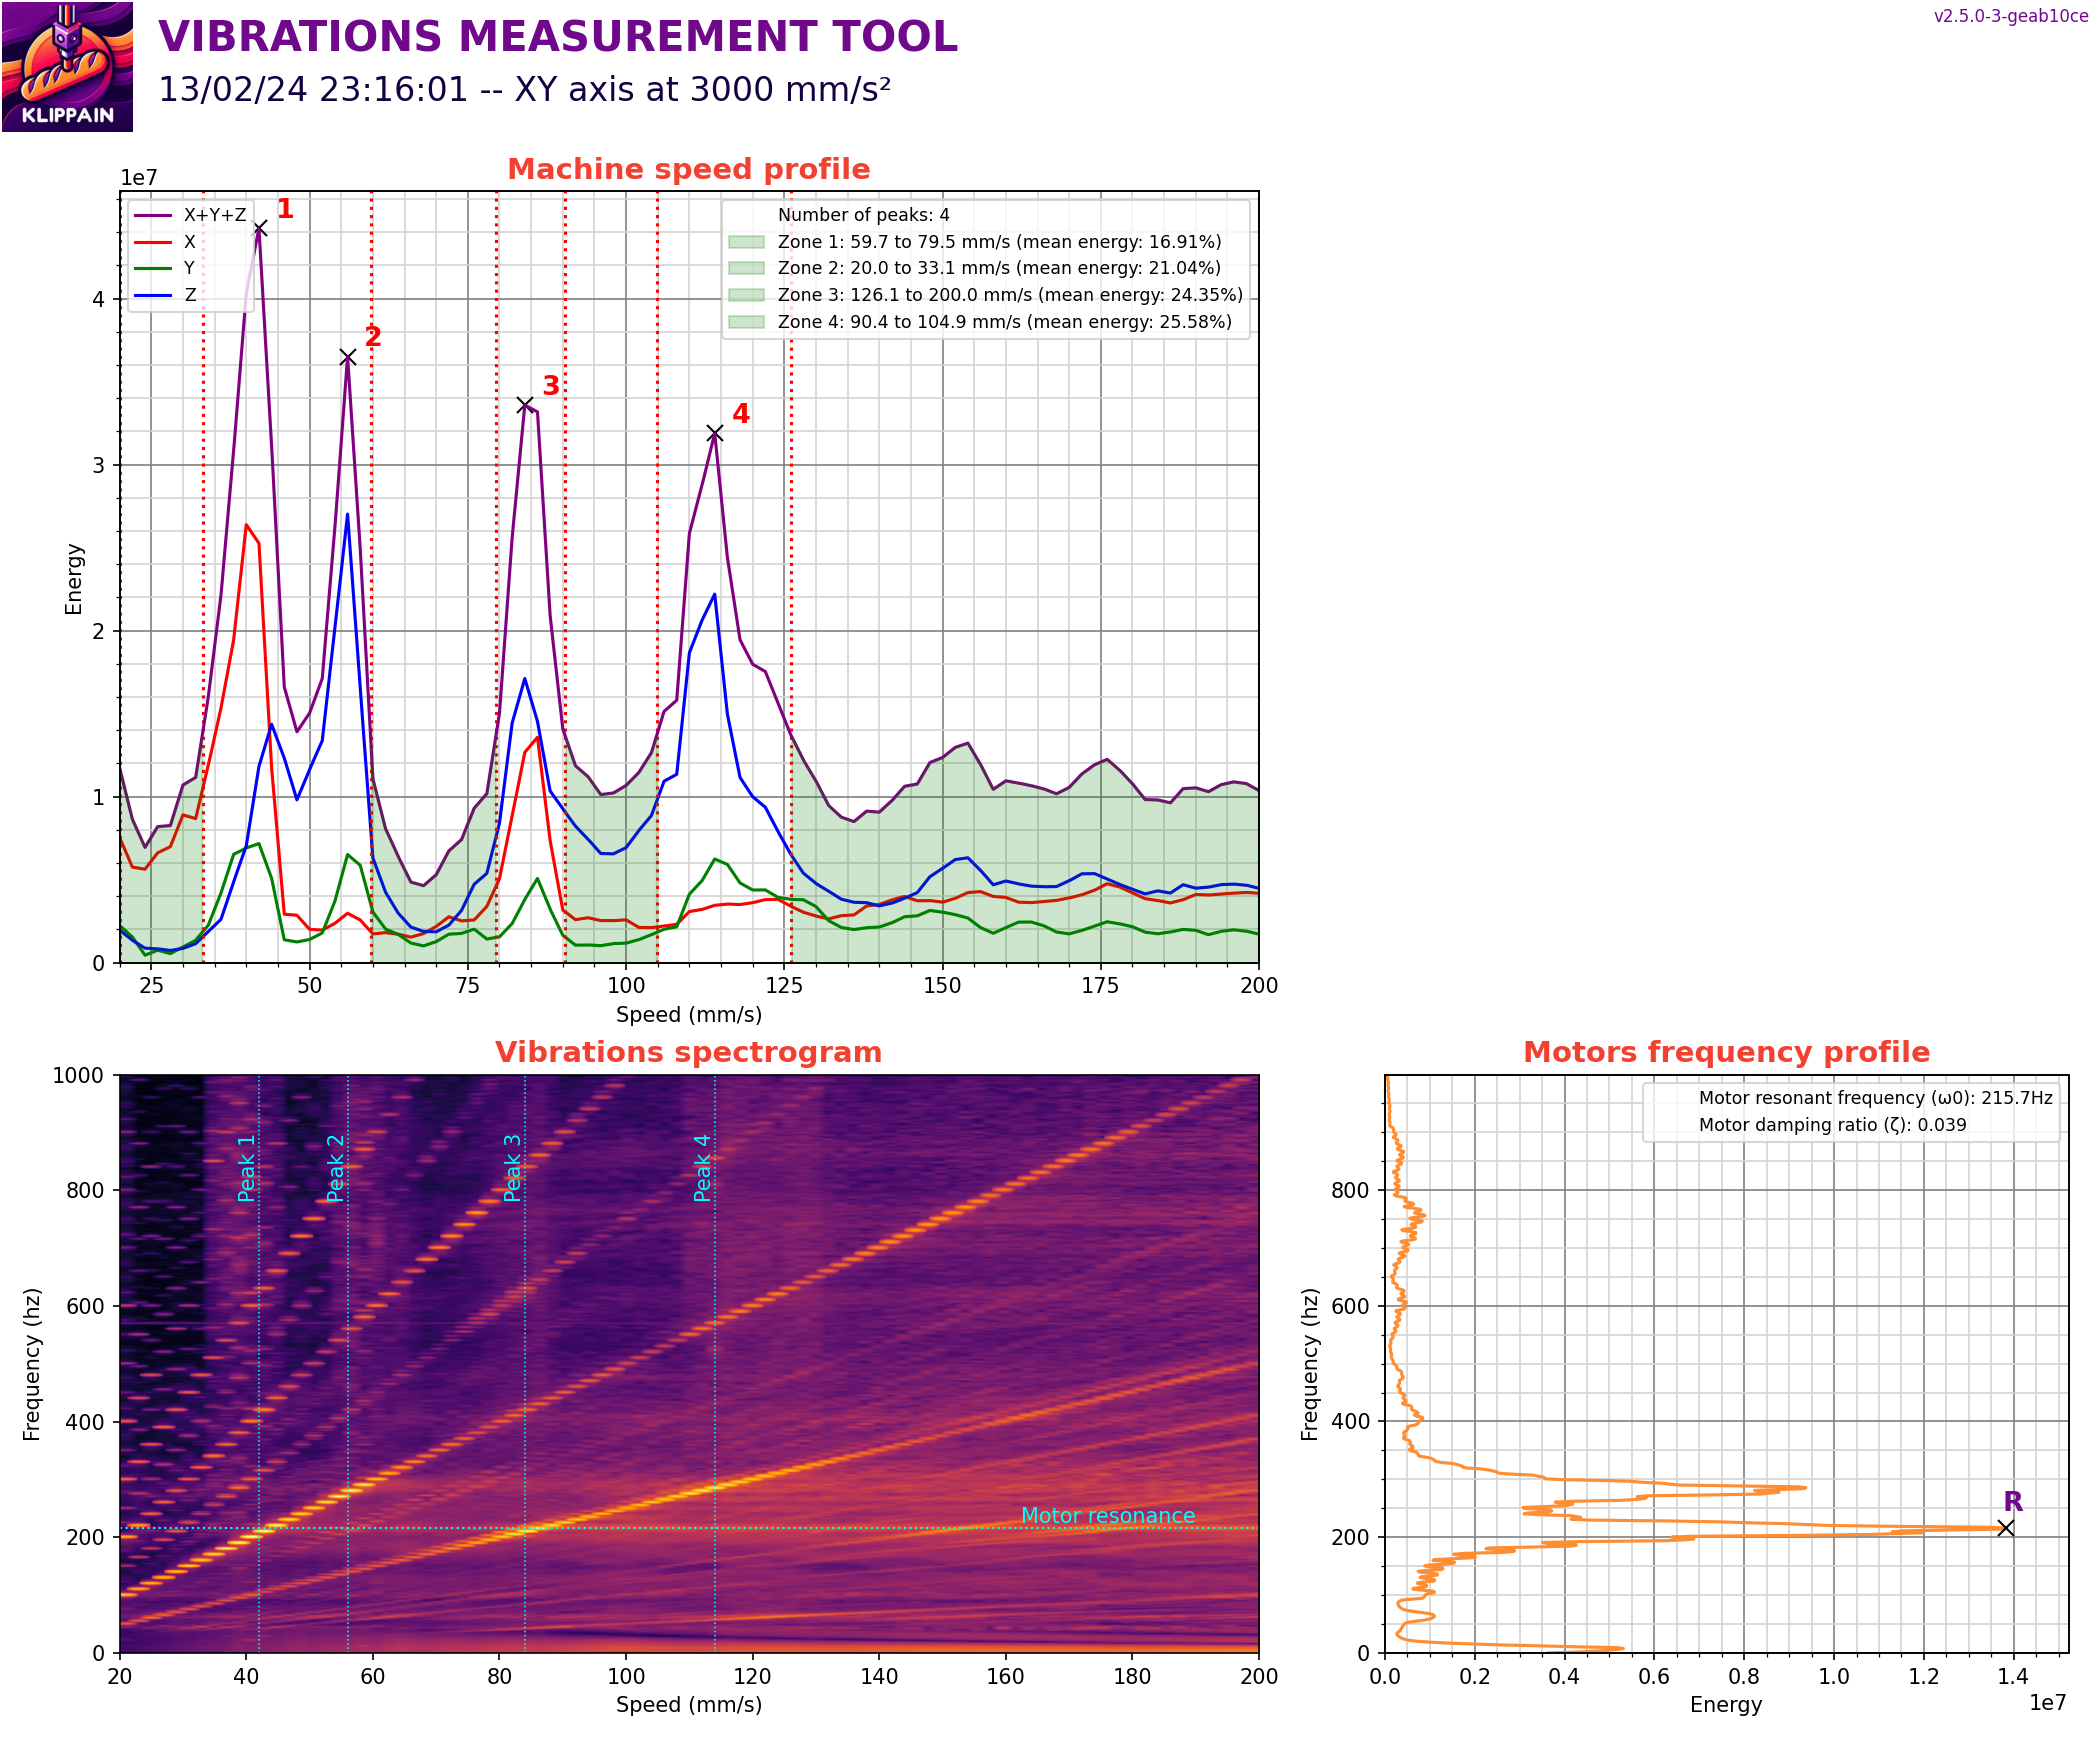 VIBRATIONS MEASUREMENT TOOL
v2.5.0-3-geab10ce
13/02/24 23:16:01 -- XY axis at 3000 mm/s²
KLIPPAIN
Machine speed profile
1e7
X+Y+Z
X
Y
Z
1
2
3
4
Number of peaks: 4
Zone 1: 59.7 to 79.5 mm/s (mean energy: 16.91%)
Zone 2: 20.0 to 33.1 mm/s (mean energy: 21.04%)
Zone 3: 126.1 to 200.0 mm/s (mean energy: 24.35%)
Zone 4: 90.4 to 104.9 mm/s (mean energy: 25.58%)
4
3
2
1
0
Energy
25 50 75 100 125 150 175 200
Speed (mm/s)
Vibrations spectrogram
1000
800
600
400
200
0
Frequency (hz)
Peak 1
Peak 2
Peak 3
Peak 4
Motor resonance
20 40 60 80 100 120 140 160 180 200
Speed (mm/s)
Motors frequency profile
Motor resonant frequency (ω0): 215.7Hz
Motor damping ratio (ζ): 0.039
800
600
400
200
0
Frequency (hz)
R
0.0 0.2 0.4 0.6 0.8 1.0 1.2 1.4
1e7
Energy